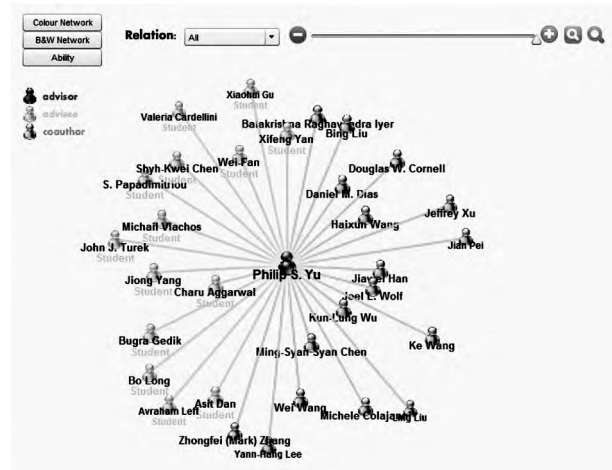 Colour Network
B&W Network
Ability
Relation: All
advisor
advisee
coauthor
Xiaohui Gu
Student
Valeria Cardellini
Student
Balakrishna Raghavendra Iyer
Bing Liu
Xifeng Yan
Student
Shyh-Kwei Chen
Student
Wei Fan
Student
Douglas W. Cornell
S. Papadimitriou
Student
Daniel M. Dias
Michail Vlachos
Student
Haixun Wang
Jeffrey Xu
John J. Turek
Student
Jian Pei
Philip S. Yu
Jiong Yang
Student
Charu Aggarwal
Student
Jiawei Han
Joel L. Wolf
Kun-Lung Wu
Bugra Gedik
Student
Ming-Syan Syan Chen
Ke Wang
Bo Long
Student
Avraham Leff
Student
Asit Dan
Student
Wei Wang
Michele Colajanni
Ling Liu
Zhongfei (Mark) Zhang
Yann-Hang Lee